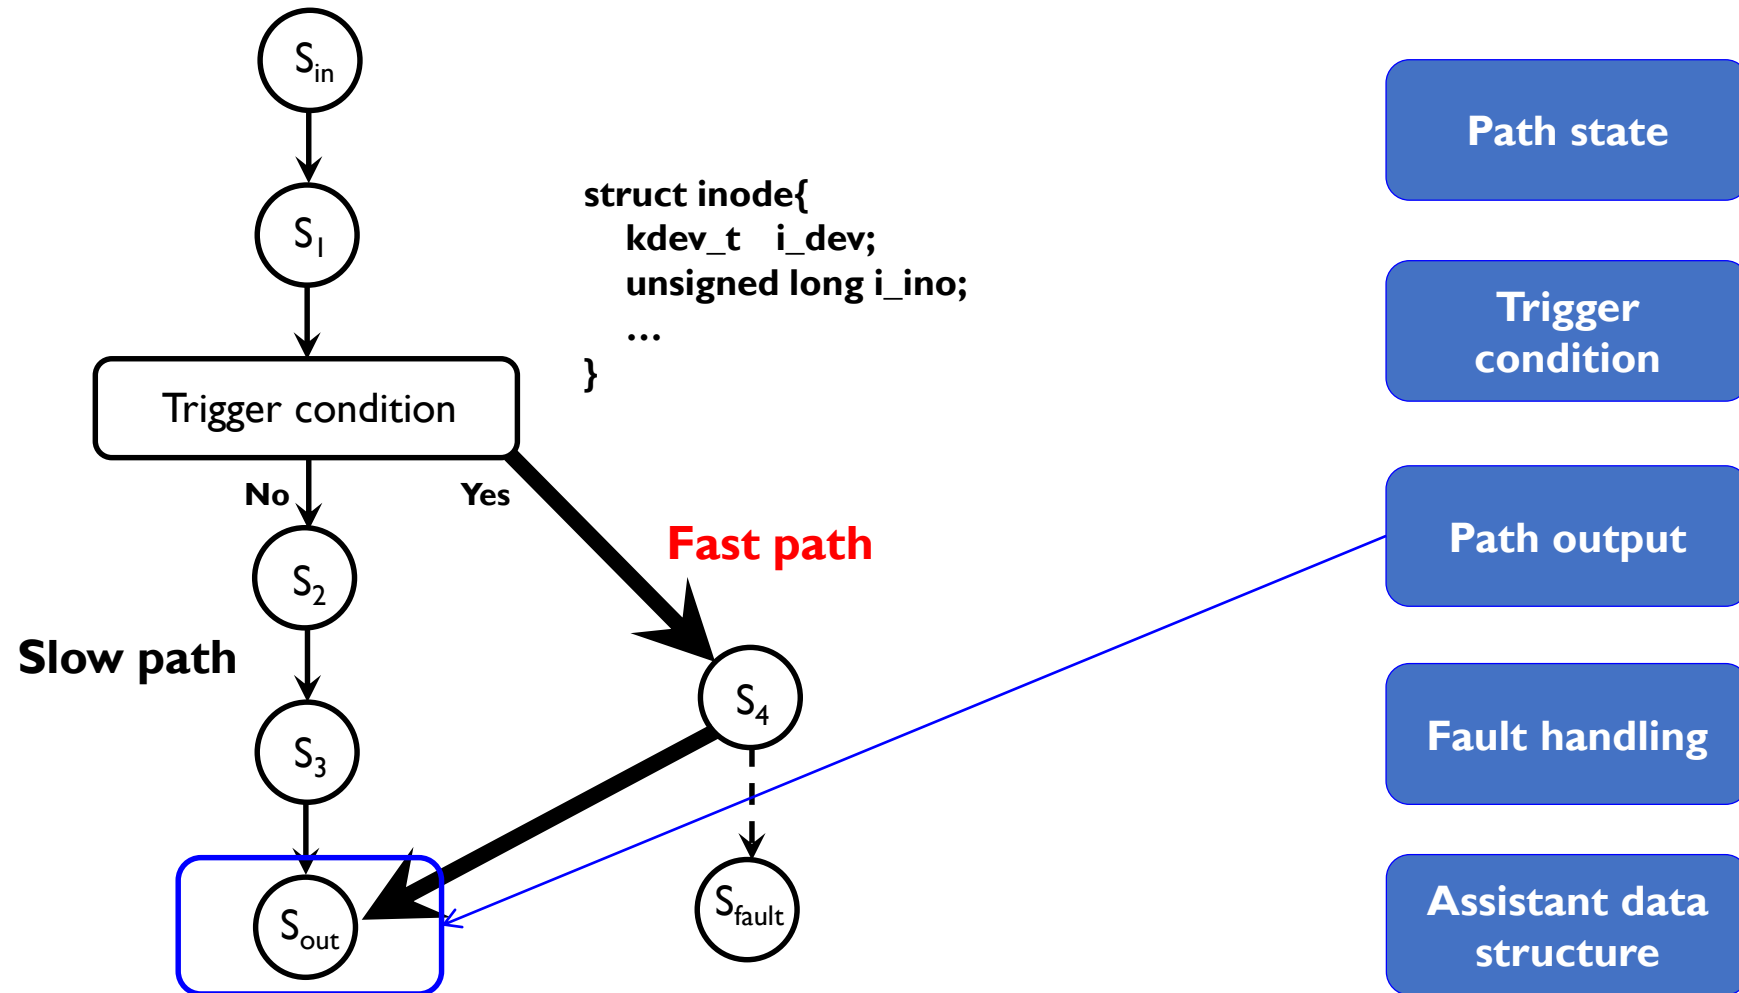 S_in
S_1
struct inode{
kdev_t i_dev;
unsigned long i_ino;
...
}
Trigger condition
No
Yes
Fast path
S_2
Slow path
S_3
S_4
S_out
S_fault
Path state
Trigger
condition
Path output
Fault handling
Assistant data
structure